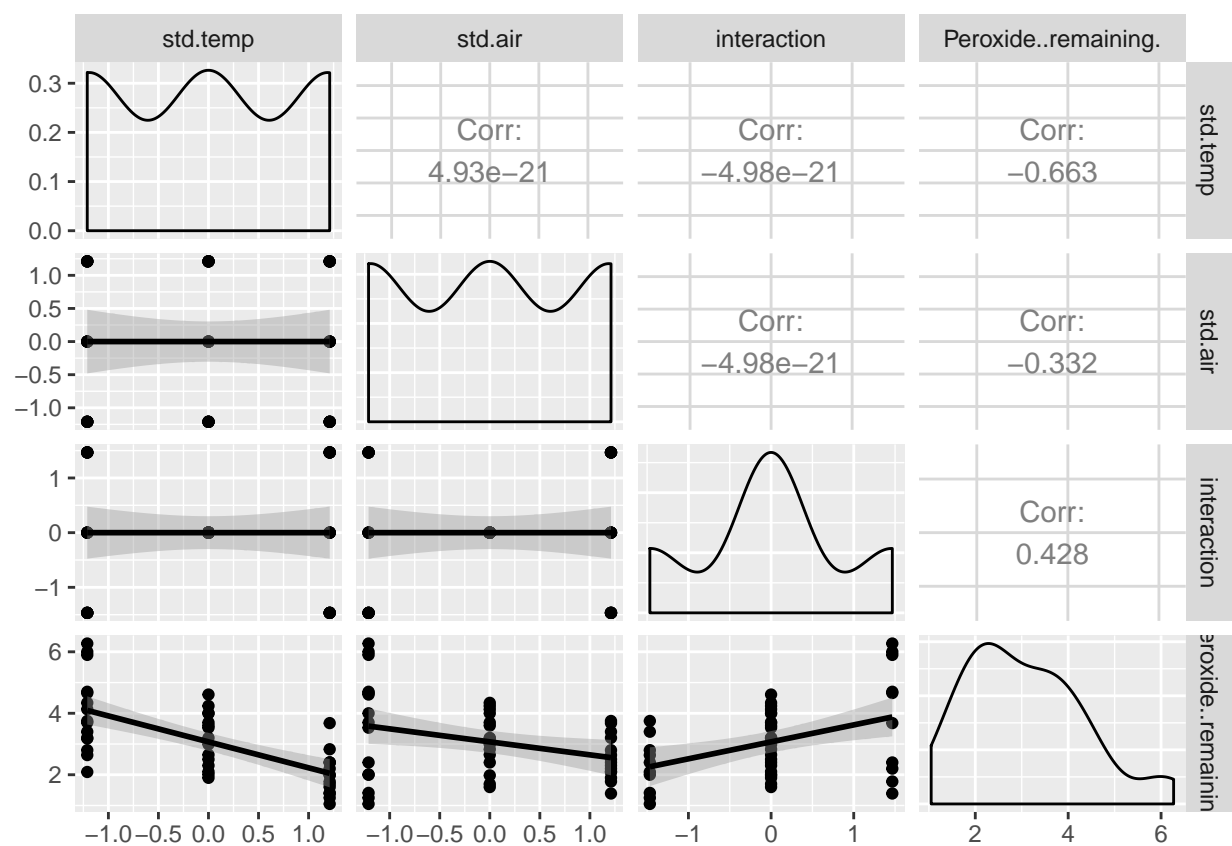 std.temp std.air interaction Peroxide..remaining.
0.3
0.2
0.1
0.0
Corr:
4.93e−21
Corr:
−4.98e−21
Corr:
−0.663
std.temp
1.0
0.5
0.0
−0.5
−1.0
Corr:
−4.98e−21
Corr:
−0.332
std.air
1
0
−1
Corr:
0.428
interaction
6
4
2
eroxide..remainin
−1.0 −0.5 0.0 0.5 1.0 −1.0 −0.5 0.0 0.5 1.0 −1 0 1 2 4 6